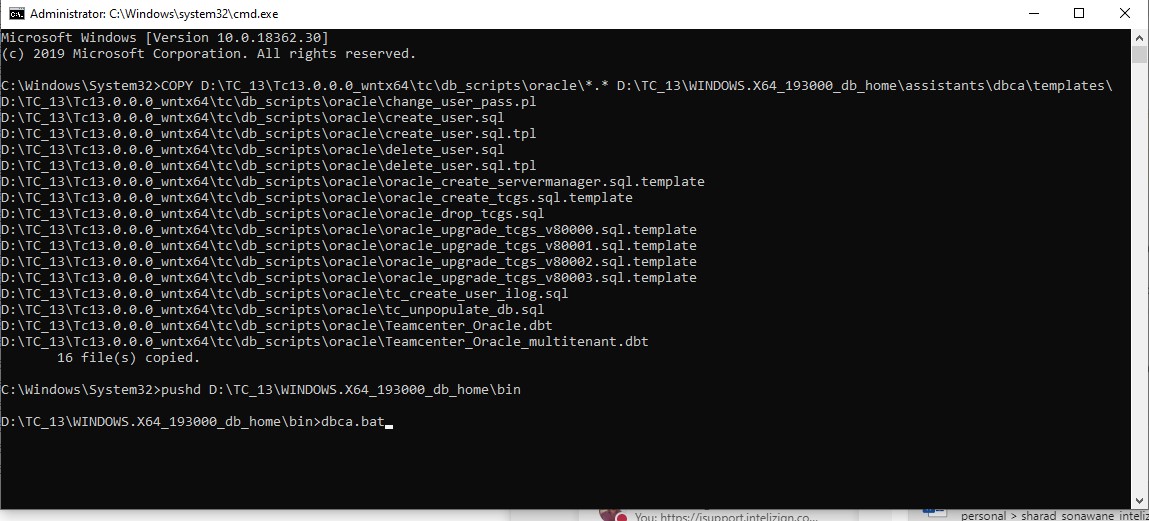 Administrator: C:\Windows\system32\cmd.exe
Microsoft Windows [Version 10.0.18362.30]
(c) 2019 Microsoft Corporation. All rights reserved.
C:\Windows\System32>COPY D:\TC_13\Tc13.0.0.0_wntx64\tc\db_scripts\oracle\*.* D:\TC_13\WINDOWS.X64_193000_db_home\assistants\dbca\templates\
D:\TC_13\Tc13.0.0.0_wntx64\tc\db_scripts\oracle\change_user_pass.pl
D:\TC_13\Tc13.0.0.0_wntx64\tc\db_scripts\oracle\create_user.sql
D:\TC_13\Tc13.0.0.0_wntx64\tc\db_scripts\oracle\create_user.sql.tpl
D:\TC_13\Tc13.0.0.0_wntx64\tc\db_scripts\oracle\delete_user.sql
D:\TC_13\Tc13.0.0.0_wntx64\tc\db_scripts\oracle\delete_user.sql.tpl
D:\TC_13\Tc13.0.0.0_wntx64\tc\db_scripts\oracle\oracle_create_servermanager.sql.template
D:\TC_13\Tc13.0.0.0_wntx64\tc\db_scripts\oracle\oracle_create_tcgs.sql.template
D:\TC_13\Tc13.0.0.0_wntx64\tc\db_scripts\oracle\oracle_drop_tcgs.sql
D:\TC_13\Tc13.0.0.0_wntx64\tc\db_scripts\oracle\oracle_upgrade_tcgs_v80000.sql.template
D:\TC_13\Tc13.0.0.0_wntx64\tc\db_scripts\oracle\oracle_upgrade_tcgs_v80001.sql.template
D:\TC_13\Tc13.0.0.0_wntx64\tc\db_scripts\oracle\oracle_upgrade_tcgs_v80002.sql.template
D:\TC_13\Tc13.0.0.0_wntx64\tc\db_scripts\oracle\oracle_upgrade_tcgs_v80003.sql.template
D:\TC_13\Tc13.0.0.0_wntx64\tc\db_scripts\oracle\tc_create_user_ilog.sql
D:\TC_13\Tc13.0.0.0_wntx64\tc\db_scripts\oracle\tc_unpopulate_db.sql
D:\TC_13\Tc13.0.0.0_wntx64\tc\db_scripts\oracle\Teamcenter_Oracle.dbt
D:\TC_13\Tc13.0.0.0_wntx64\tc\db_scripts\oracle\Teamcenter_Oracle_multitenant.dbt
16 file(s) copied.
C:\Windows\System32>pushd D:\TC_13\WINDOWS.X64_193000_db_home\bin
D:\TC_13\WINDOWS.X64_193000_db_home\bin>dbca.bat
You: https://isupport.intelizign.co...
personal > sharad_sonawane_inteliz